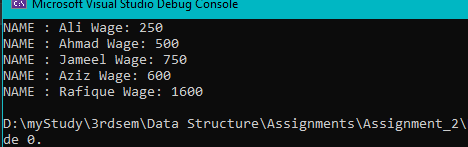 Microsoft Visual Studio Debug Console
NAME : Ali Wage: 250
NAME : Ahmad Wage: 500
NAME : Jameel Wage: 750
NAME : Aziz Wage: 600
NAME : Rafique Wage: 1600
D:\myStudy\3rdsem\Data Structure\Assignments\Assignment_2\
de 0.